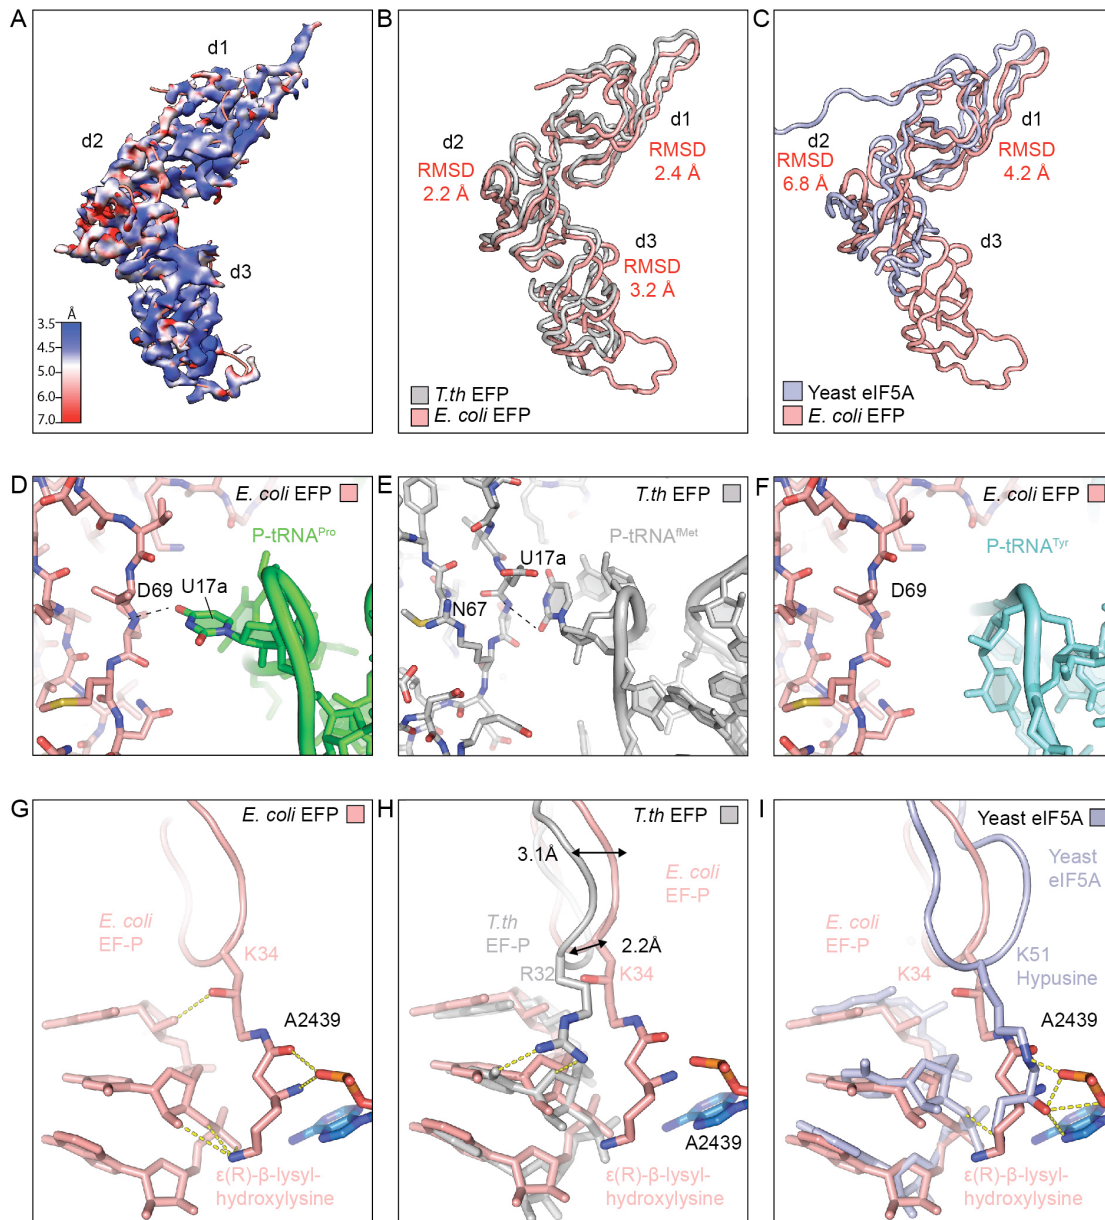 A
d1
d2
d3
Å
3.5
4.5
5.0
6.0
7.0
B
d2
RMSD
2.2 Å
d1
RMSD
2.4 Å
d3
RMSD
3.2 Å
T.th EFP
E. coli EFP
C
d2
RMSD
6.8 Å
d1
RMSD
4.2 Å
d3
Yeast eIF5A
E. coli EFP
D
E. coli EFP
P-tRNAPro
D69
U17a
E
T.th EFP
P-tRNAfMet
U17a
N67
F
E. coli EFP
P-tRNATyr
D69
G
E. coli EFP
E. coli
EF-P
K34
A2439
ε(R)-β-lysyl-
hydroxylysine
H
T.th EFP
3.1Å
E. coli
EF-P
T.th
EF-P
2.2Å
R32
K34
A2439
ε(R)-β-lysyl-
hydroxylysine
I
Yeast eIF5A
Yeast
eIF5A
E. coli
EF-P
K34
K51
Hypusine
A2439
ε(R)-β-lysyl-
hydroxylysine